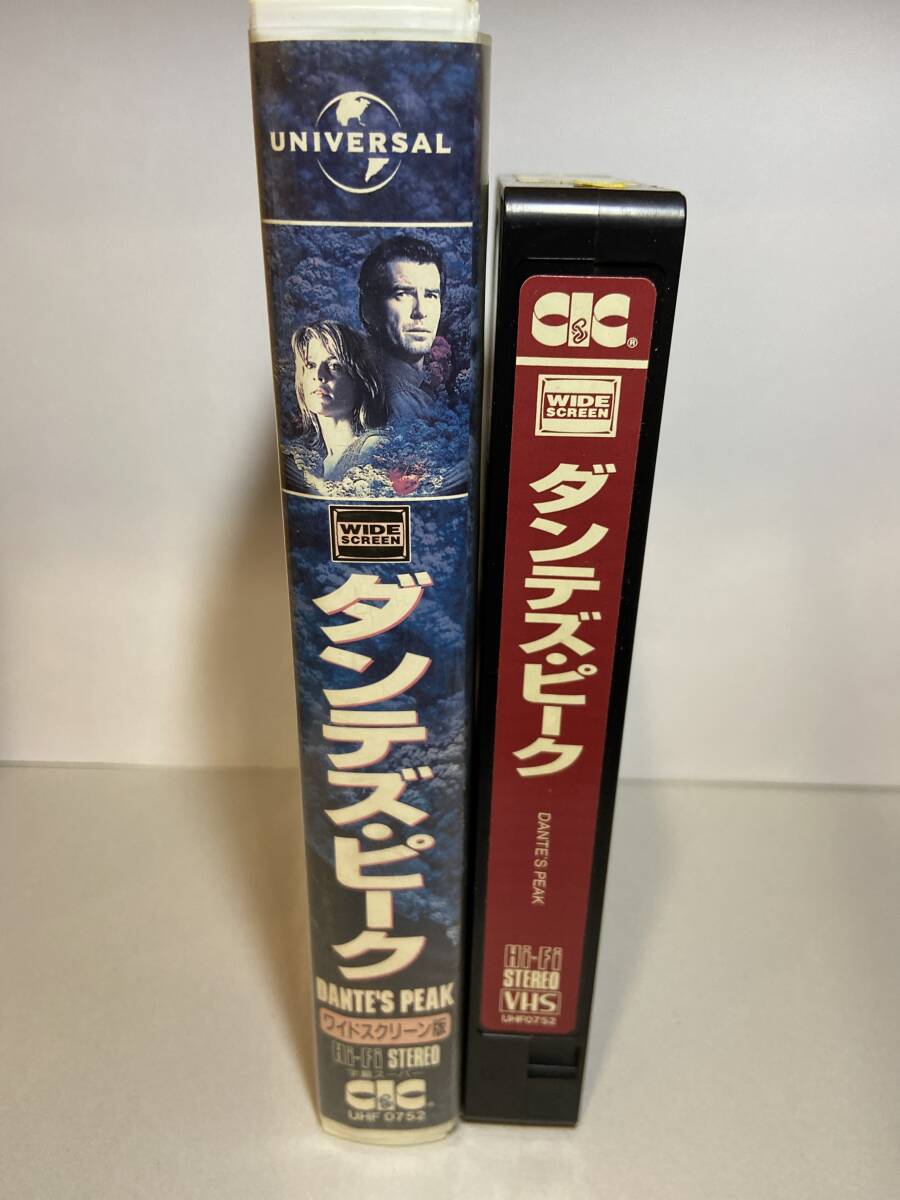 UNIVERSAL
WIDE
SCREEN
ダンテズ・ピーク
DANTE'S PEAK
ワイドスクリーン版
Hi-Fi STEREO
字幕スーパー
CIC
UHF 0752
CIC
®
WIDE
SCREEN
ダンテズ・ピーク
DANTE'S PEAK
Hi-Fi
STEREO
VHS
UHF0752